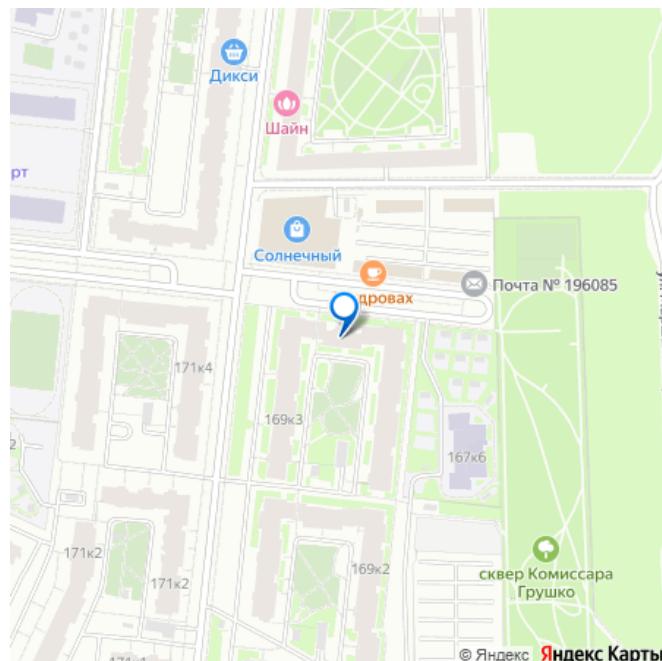 Дикси
Шайн
рт
Солнечный
дровах
Почта № 196085
171к4
169к3
167к6
2
171к2
171к2
169к2
сквер Комиссара
Грушко
© Яндекс Яндекс Карты